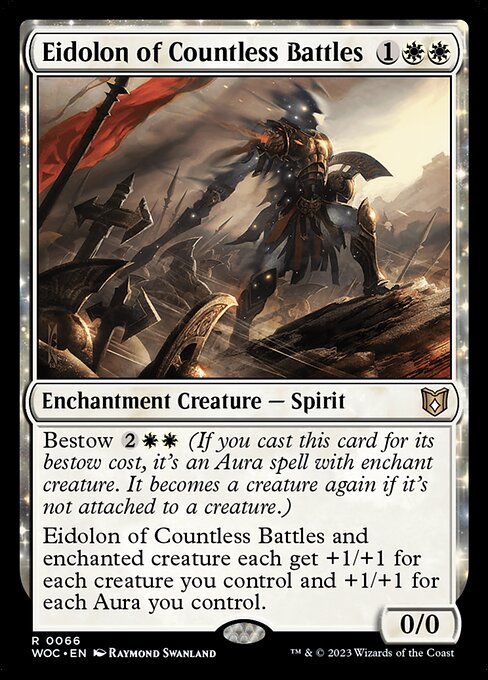 Eidolon of Countless Battles 1
Enchantment Creature — Spirit
Bestow 2 (If you cast this card for its
bestow cost, it's an Aura spell with enchant
creature. It becomes a creature again if it's
not attached to a creature.)
Eidolon of Countless Battles and
enchanted creature each get +1/+1 for
each creature you control and +1/+1 for
each Aura you control.
0/0
R 0066
WOC • EN Raymond Swanland
™ & © 2023 Wizards of the Coast